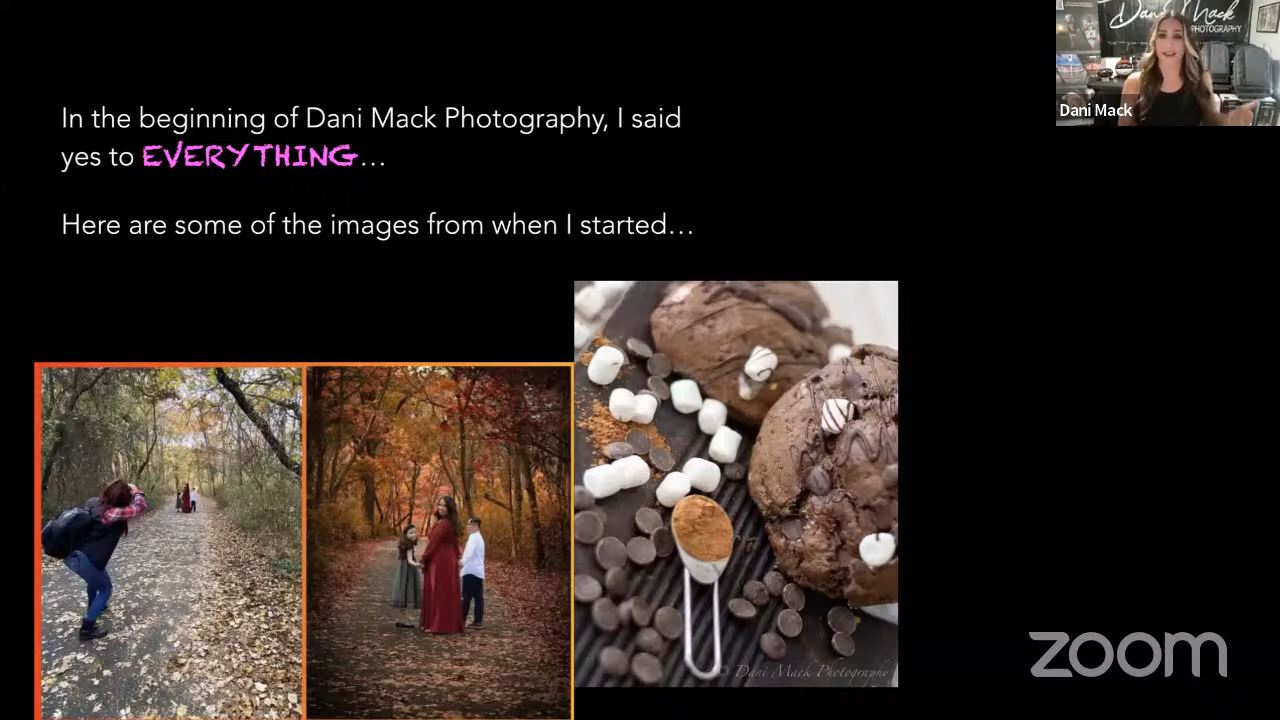 Dani Mack
PHOTOGRAPHY
Dani Mack
In the beginning of Dani Mack Photography, I said
yes to EVERYTHING...
Here are some of the images from when I started...
© Dani Mack Photography
zoom